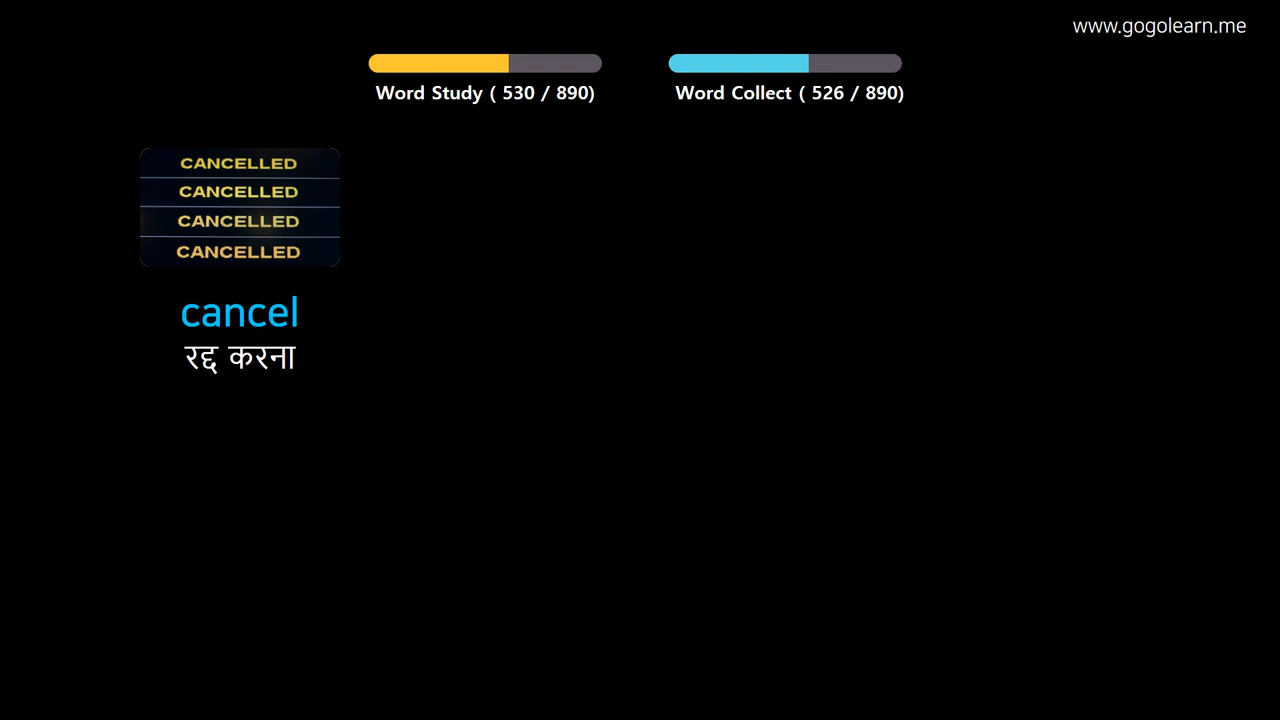 www.gogolearn.me
Word Study ( 530 / 890)
Word Collect ( 526 / 890)
CANCELLED
CANCELLED
CANCELLED
CANCELLED
cancel
रद्द करना